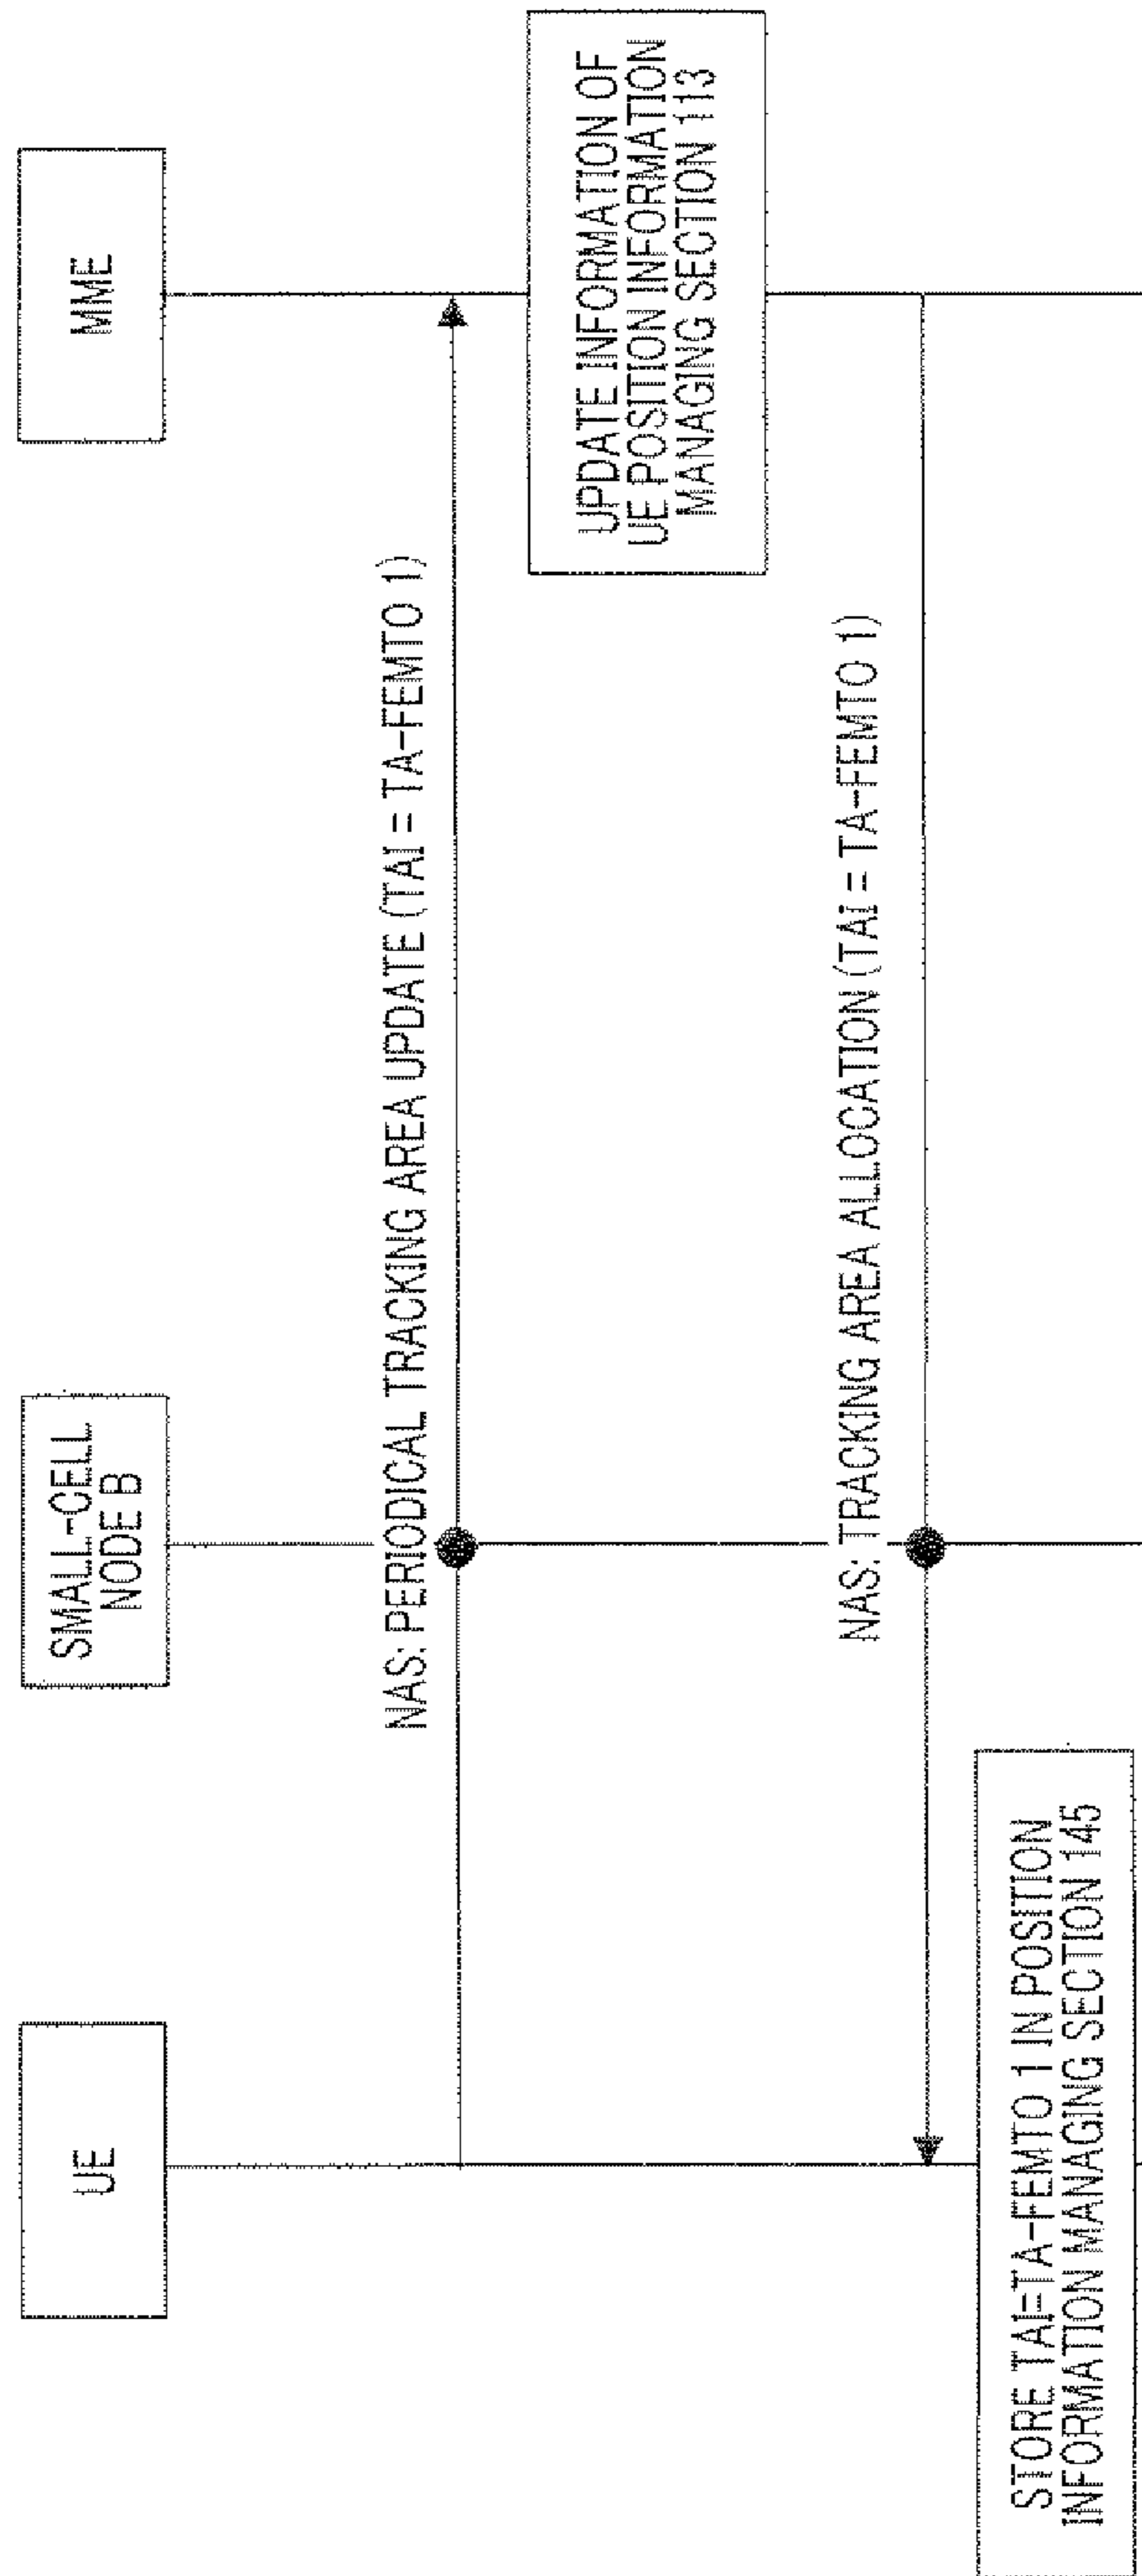 UE
SMALL-CELL
NODE B
MME
NAS: PERIODICAL TRACKING AREA UPDATE (TAI = TA-FEMTO 1)
UPDATE INFORMATION OF
UE POSITION INFORMATION
MANAGING SECTION 113
NAS: TRACKING AREA ALLOCATION (TAI = TA-FEMTO 1)
STORE TAI=TA-FEMTO 1 IN POSITION
INFORMATION MANAGING SECTION 145